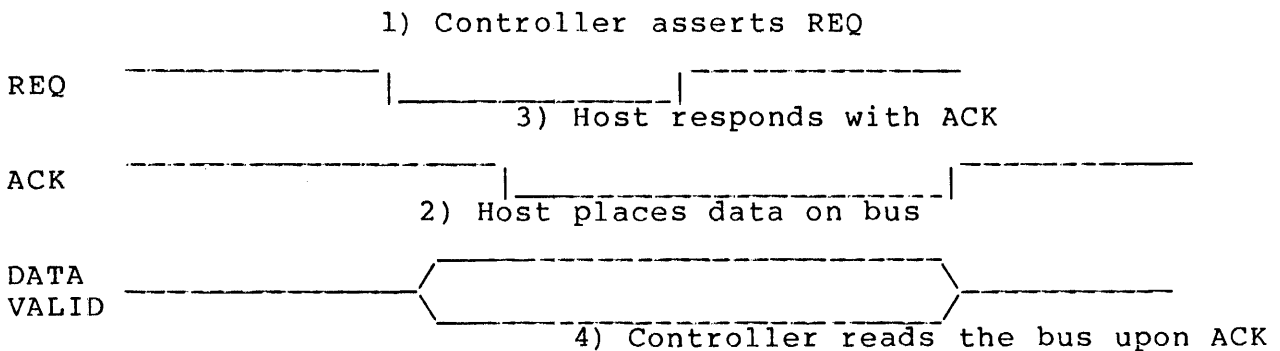 1) Controller asserts REQ
REQ
3) Host responds with ACK
ACK
2) Host places data on bus
DATA
VALID
4) Controller reads the bus upon ACK